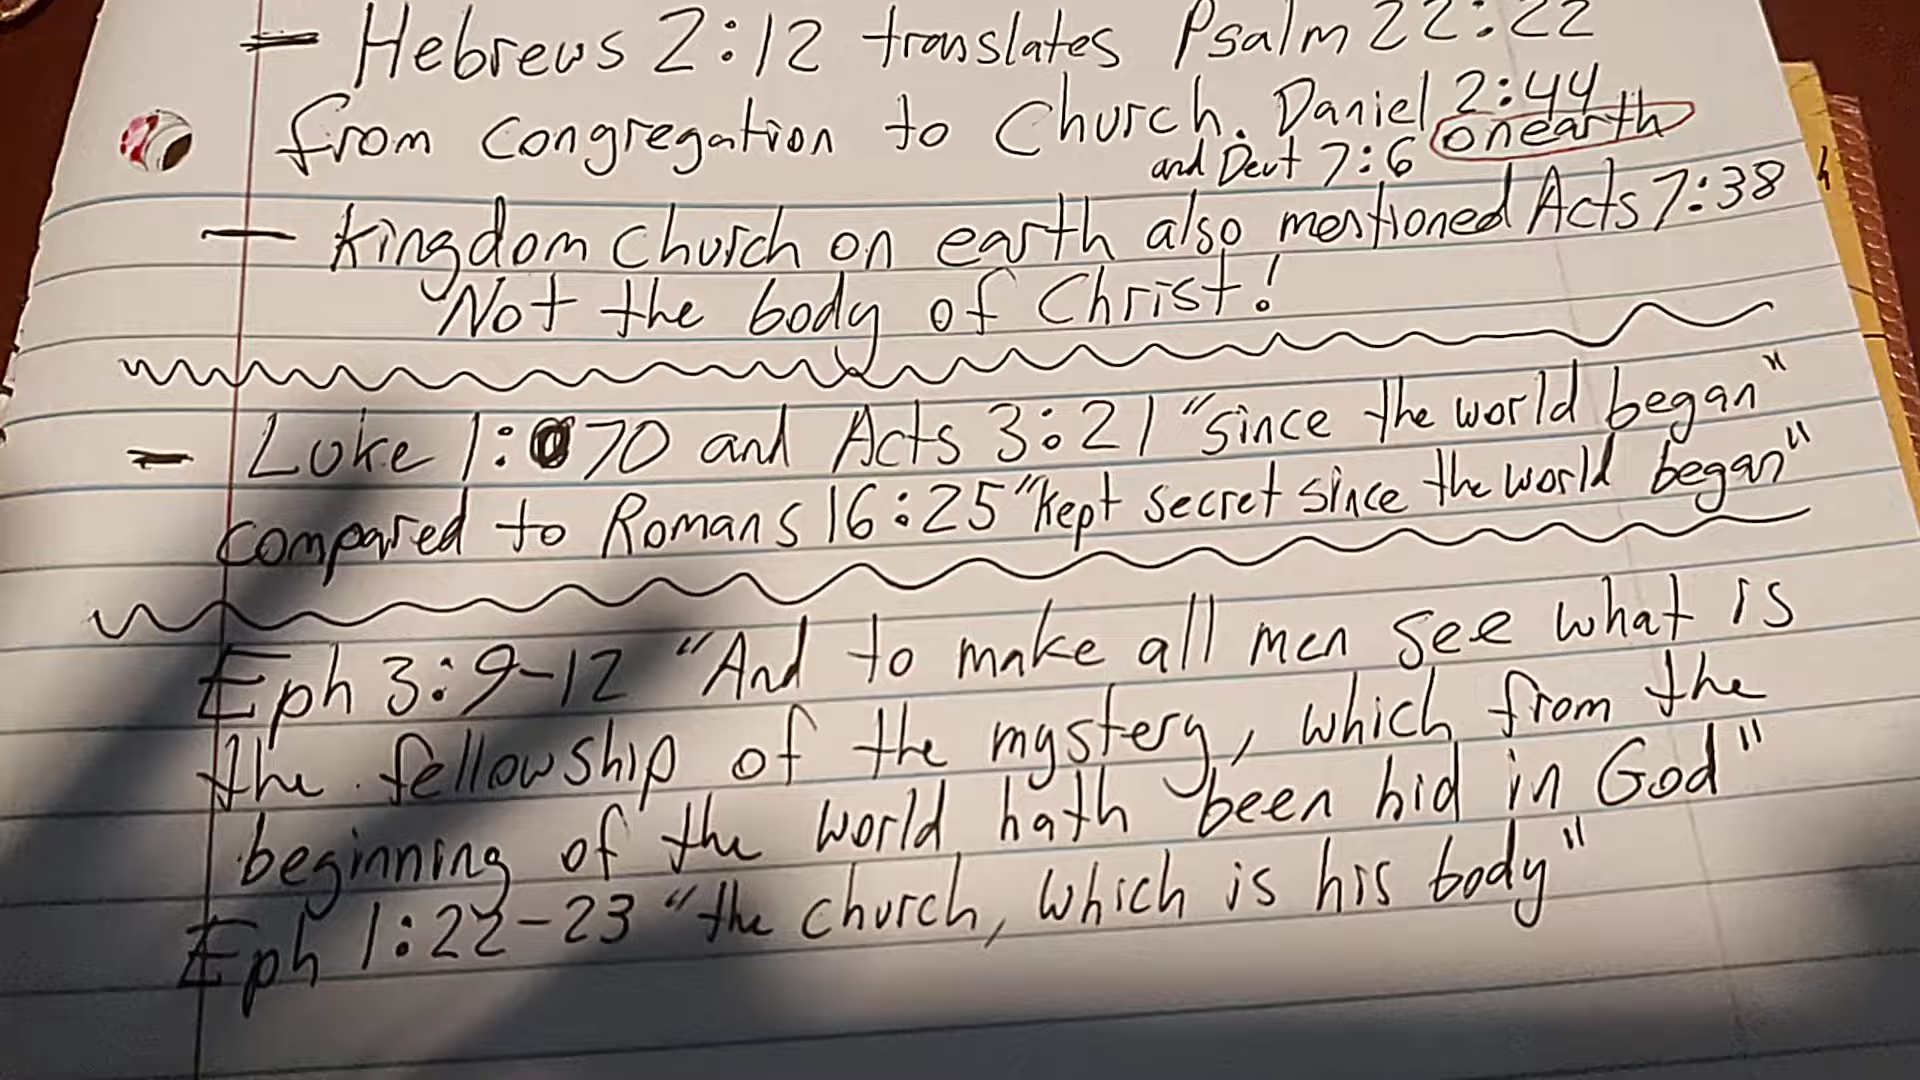 — Hebrews 2:12 translates Psalm 22:22
from congregation to Church. Daniel 2:44
and Deut 7:6 on earth
— Kingdom church on earth also mentioned Acts 7:38
Not the body of Christ!
- Luke 1:70 and Acts 3:21 "since the world began"
compared to Romans 16:25 "kept secret since the world began"
Eph 3:9-12 "And to make all men see what is
the fellowship of the mystery, which from the
beginning of the world hath been hid in God"
Eph 1:22-23 "the church, which is his body"